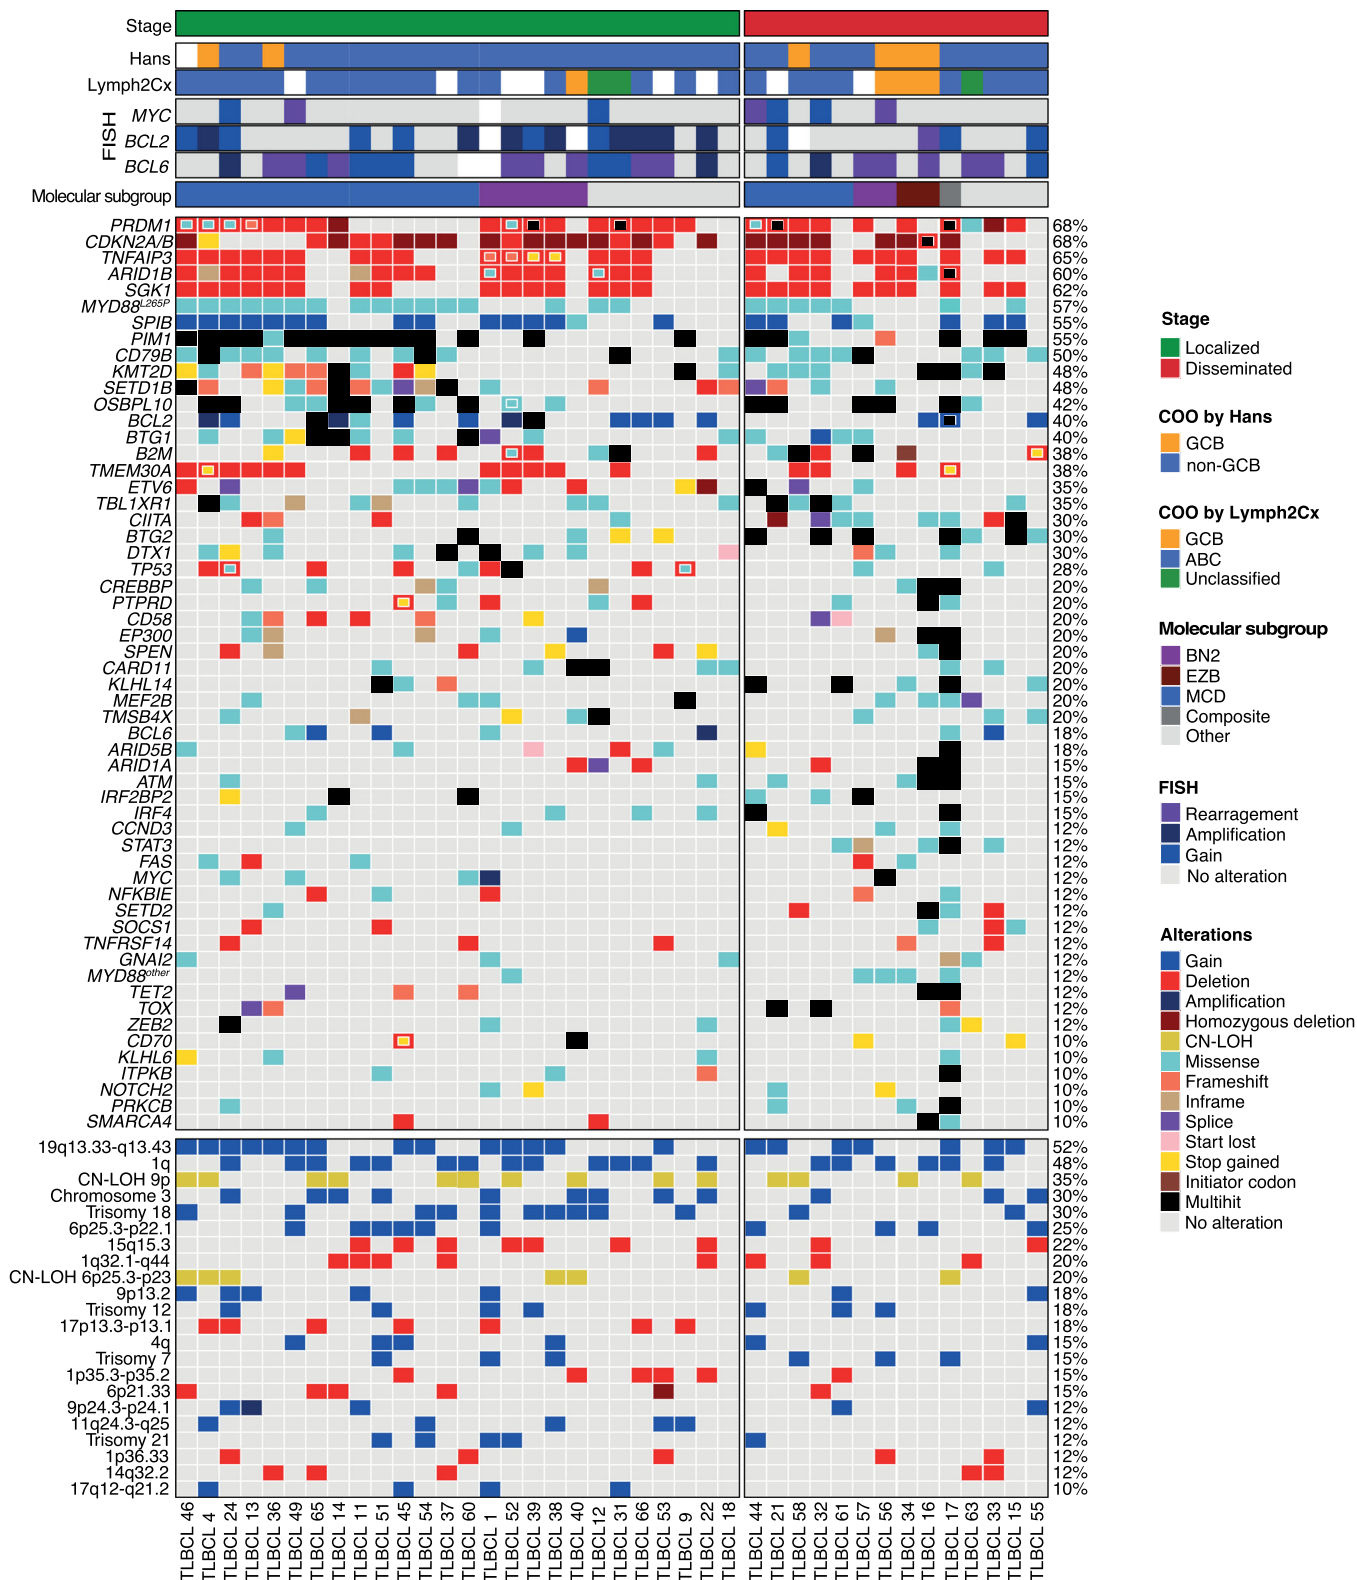 Stage
Hans
Lymph2Cx
FISH
MYC
BCL2
BCL6
Molecular subgroup
PRDM1 68%
CDKN2A/B 68%
TNFAIP3 65%
ARID1B 60%
SGK1 62%
MYD88L265P 57%
SPIB 55%
PIM1 55%
CD79B 50%
KMT2D 48%
SETD1B 48%
OSBPL10 42%
BCL2 40%
BTG1 40%
B2M 38%
TMEM30A 38%
ETV6 35%
TBL1XR1 35%
CIITA 30%
BTG2 30%
DTX1 30%
TP53 28%
CREBBP 20%
PTPRD 20%
CD58 20%
EP300 20%
SPEN 20%
CARD11 20%
KLHL14 20%
MEF2B 20%
TMSB4X 20%
BCL6 18%
ARID5B 18%
ARID1A 15%
ATM 15%
IRF2BP2 15%
IRF4 15%
CCND3 12%
STAT3 12%
FAS 12%
MYC 12%
NFKBIE 12%
SETD2 12%
SOCS1 12%
TNFRSF14 12%
GNAI2 12%
MYD88other 12%
TET2 12%
TOX 12%
ZEB2 12%
CD70 10%
KLHL6 10%
ITPKB 10%
NOTCH2 10%
PRKCB 10%
SMARCA4 10%
19q13.33-q13.43 52%
1q 48%
CN-LOH 9p 35%
Chromosome 3 30%
Trisomy 18 30%
6p25.3-p22.1 25%
15q15.3 22%
1q32.1-q44 20%
CN-LOH 6p25.3-p23 20%
9p13.2 18%
Trisomy 12 18%
17p13.3-p13.1 18%
4q 15%
Trisomy 7 15%
1p35.3-p35.2 15%
6p21.33 15%
9p24.3-p24.1 12%
11q24.3-q25 12%
Trisomy 21 12%
1p36.33 12%
14q32.2 12%
17q12-q21.2 10%
TLBCL 46
TLBCL 4
TLBCL 24
TLBCL 13
TLBCL 36
TLBCL 49
TLBCL 65
TLBCL 14
TLBCL 11
TLBCL 51
TLBCL 45
TLBCL 54
TLBCL 37
TLBCL 60
TLBCL 1
TLBCL 52
TLBCL 39
TLBCL 38
TLBCL 40
TLBCL12
TLBCL 31
TLBCL 66
TLBCL 53
TLBCL 9
TLBCL 22
TLBCL 18
TLBCL 44
TLBCL 21
TLBCL 58
TLBCL 32
TLBCL 61
TLBCL 57
TLBCL 56
TLBCL 34
TLBCL 16
TLBCL 17
TLBCL 63
TLBCL 33
TLBCL 15
TLBCL 55
Stage
Localized
Disseminated
COO by Hans
GCB
non-GCB
COO by Lymph2Cx
GCB
ABC
Unclassified
Molecular subgroup
BN2
EZB
MCD
Composite
Other
FISH
Rearragement
Amplification
Gain
No alteration
Alterations
Gain
Deletion
Amplification
Homozygous deletion
CN-LOH
Missense
Frameshift
Inframe
Splice
Start lost
Stop gained
Initiator codon
Multihit
No alteration